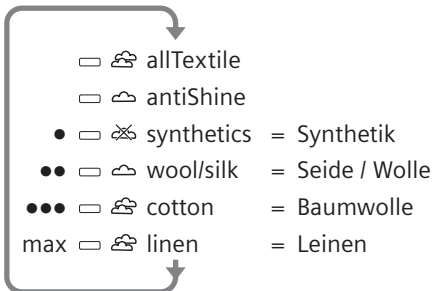 allTextile
antiShine
• synthetics = Synthetik
•• wool/silk = Seide / Wolle
••• cotton = Baumwolle
max linen = Leinen